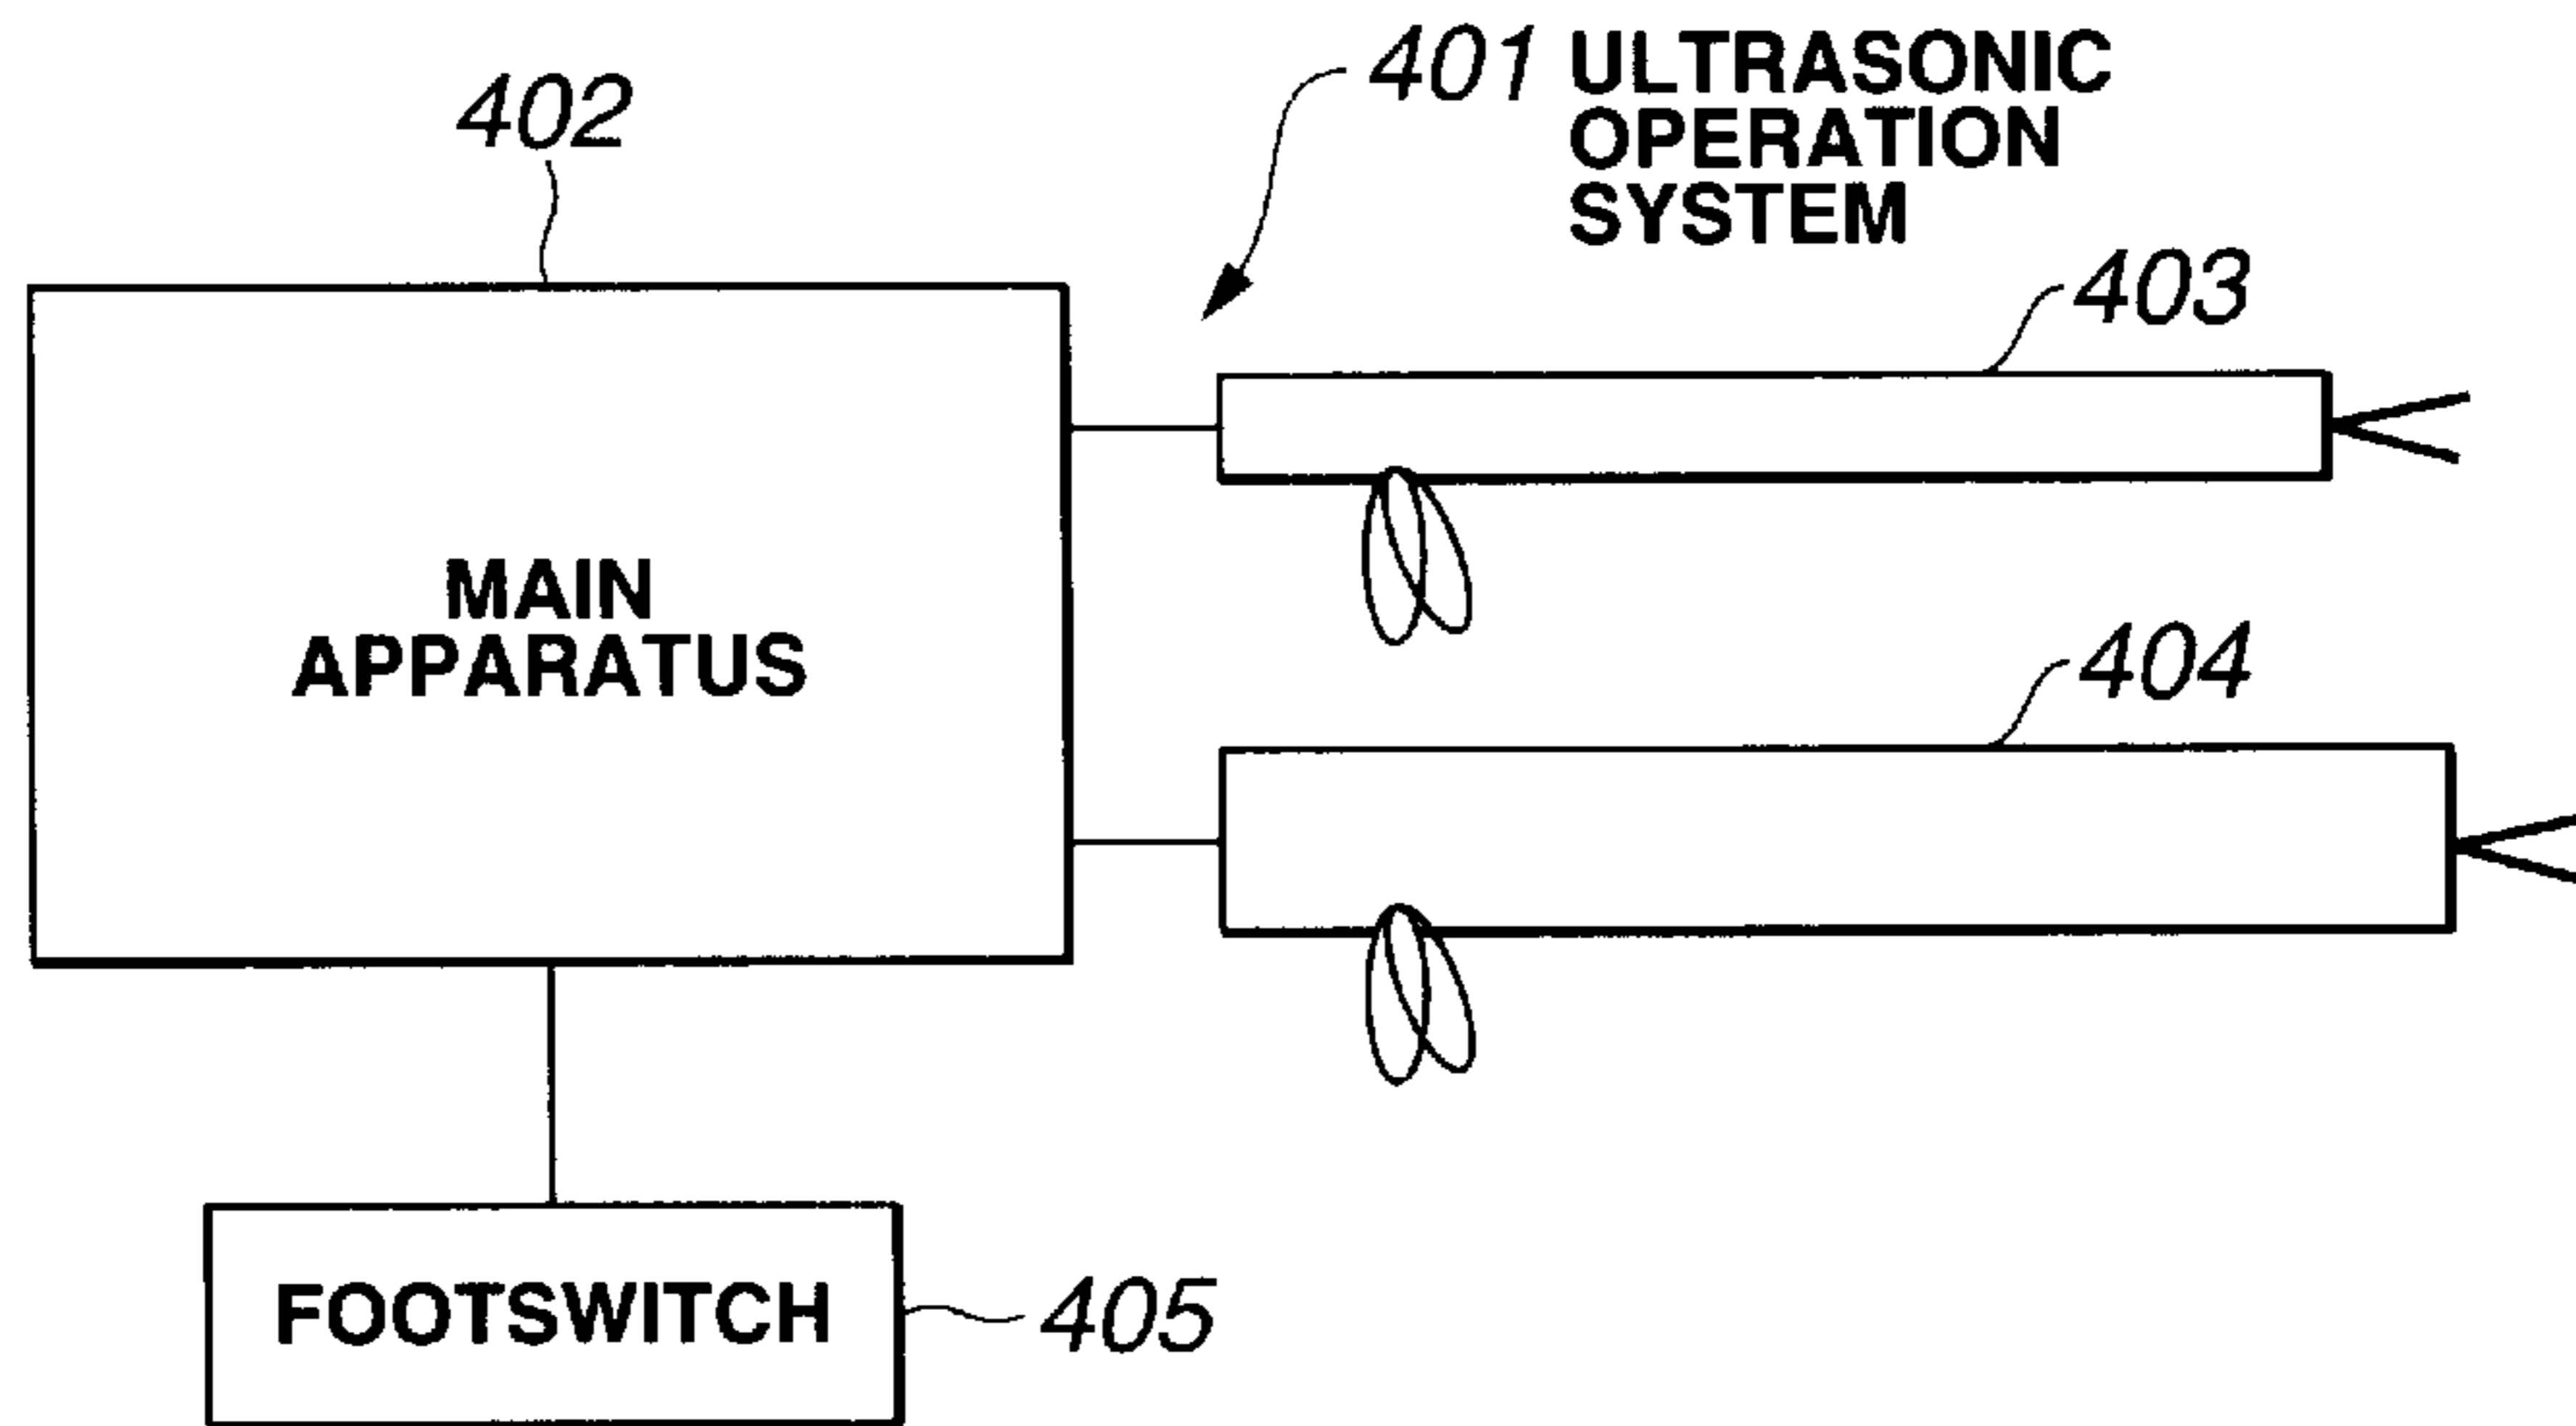 401 ULTRASONIC
OPERATION
SYSTEM
402
403
MAIN
APPARATUS
404
FOOTSWITCH
405